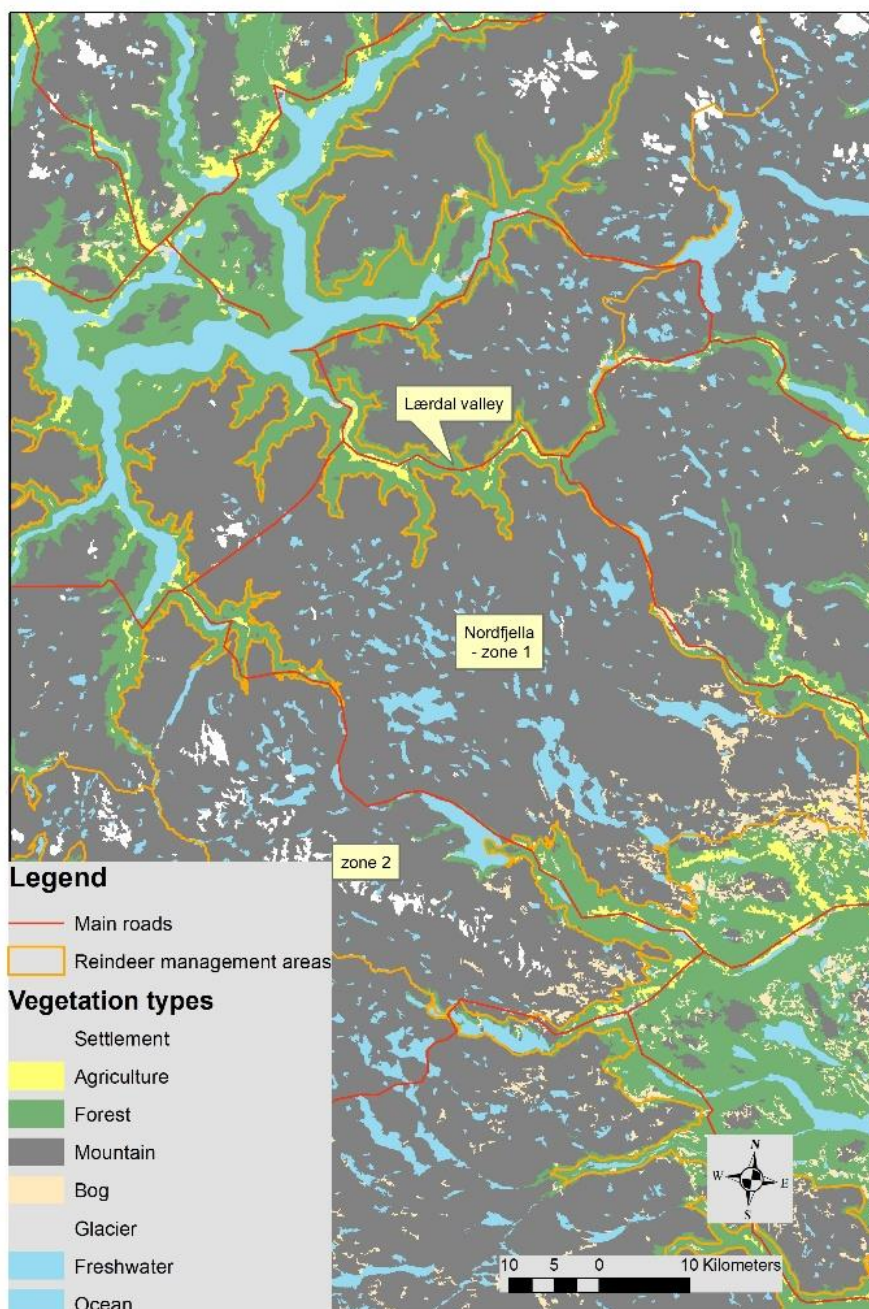 Lærdal valley
Nordfjella
- zone 1
zone 2
Legend
Main roads
Reindeer management areas
Vegetation types
Settlement
Agriculture
Forest
Mountain
Bog
Glacier
Freshwater
Ocean
N
W E
S
10 5 0 10 Kilometers